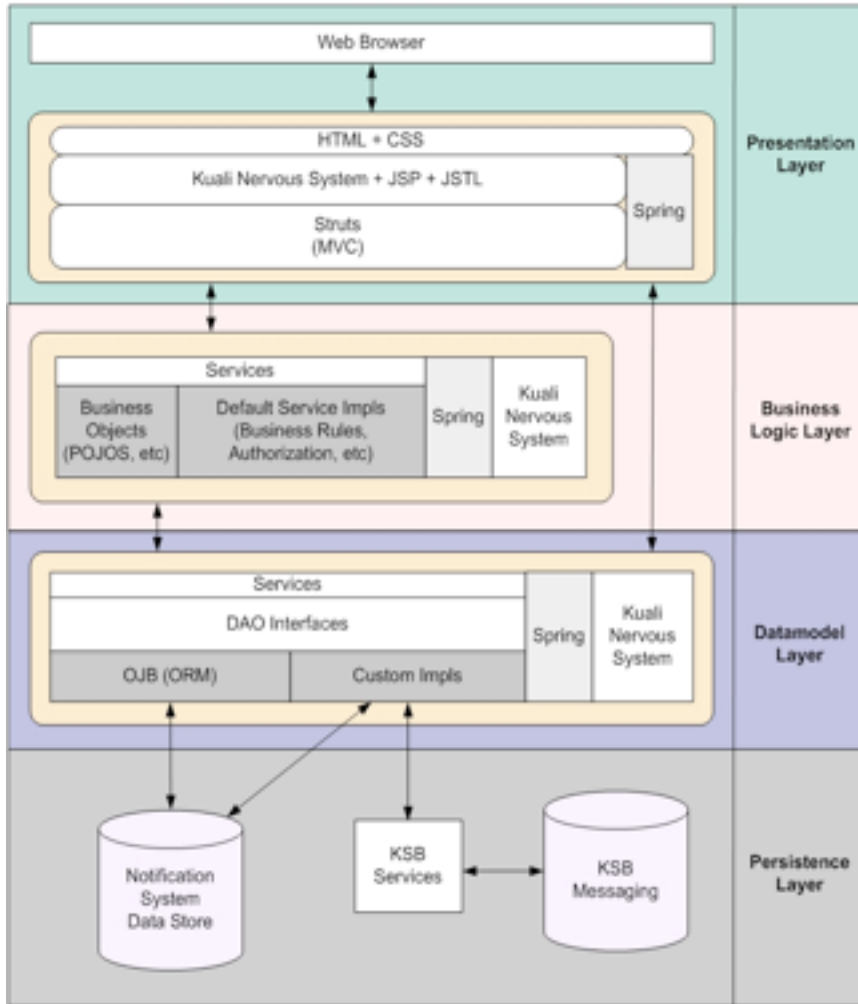 Web Browser
HTML + CSS
Kuali Nervous System + JSP + JSTL
Struts
(MVC)
Spring
Presentation
Layer
Services
Business
Objects
(POJOS, etc)
Default Service Impls
(Business Rules,
Authorization, etc)
Spring
Kuali
Nervous
System
Business
Logic Layer
Services
DAO Interfaces
OJB (ORM)
Custom Impls
Spring
Kuali
Nervous
System
Datamodel
Layer
Notification
System
Data Store
KSB
Services
KSB
Messaging
Persistence
Layer